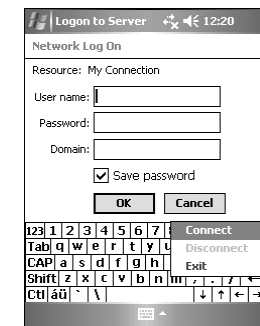 Logon to Server 12:20
Network Log On
Resource: My Connection
User name:
Password:
Domain:
Save password
OK Cancel
123 1 2 3 4 5 6 7
Connect
Tab q w e r t y u
Disconnect
CAP a s d f g h
Exit
Shift z x c v b n m , . / ←
Ctl áü ` \ ↓ ↑ ← →